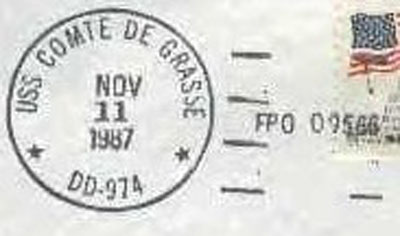 USS COMTE DE GRASSE
NOV
11
1987
DD-974
FPO 09566